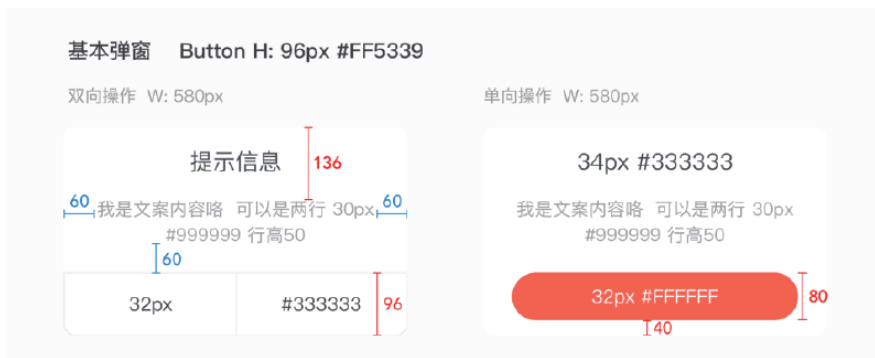 基本弹窗 Button H: 96px #FF5339
双向操作 W: 580px
单向操作 W: 580px
提示信息
136
60
我是文案内容咯 可以是两行 30px
60
#999999 行高50
60
32px
#333333
96
34px #333333
我是文案内容咯 可以是两行 30px
#999999 行高50
32px #FFFFFF
80
40